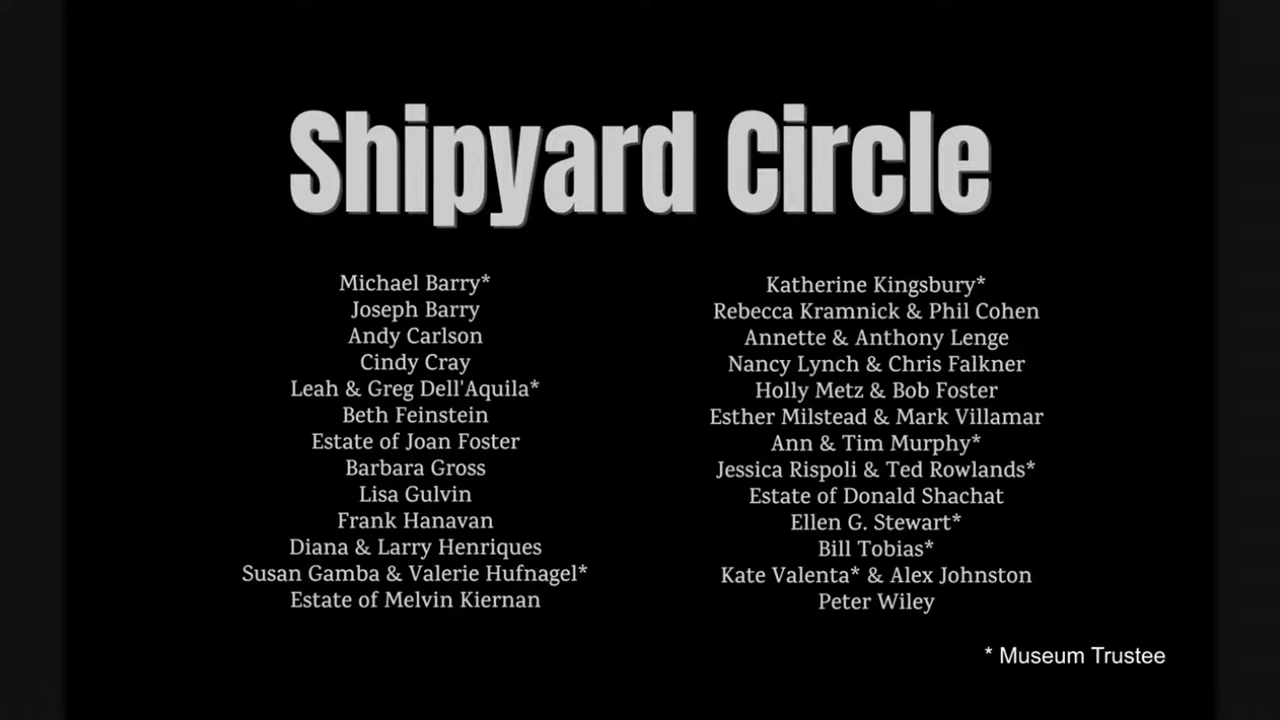 Shipyard Circle
Michael Barry*
Joseph Barry
Andy Carlson
Cindy Cray
Leah & Greg Dell'Aquila*
Beth Feinstein
Estate of Joan Foster
Barbara Gross
Lisa Gulvin
Frank Hanavan
Diana & Larry Henriques
Susan Gamba & Valerie Hufnagel*
Estate of Melvin Kiernan
Katherine Kingsbury*
Rebecca Kramnick & Phil Cohen
Annette & Anthony Lenge
Nancy Lynch & Chris Falkner
Holly Metz & Bob Foster
Esther Milstead & Mark Villamar
Ann & Tim Murphy*
Jessica Rispoli & Ted Rowlands*
Estate of Donald Shachat
Ellen G. Stewart*
Bill Tobias*
Kate Valenta* & Alex Johnston
Peter Wiley
* Museum Trustee